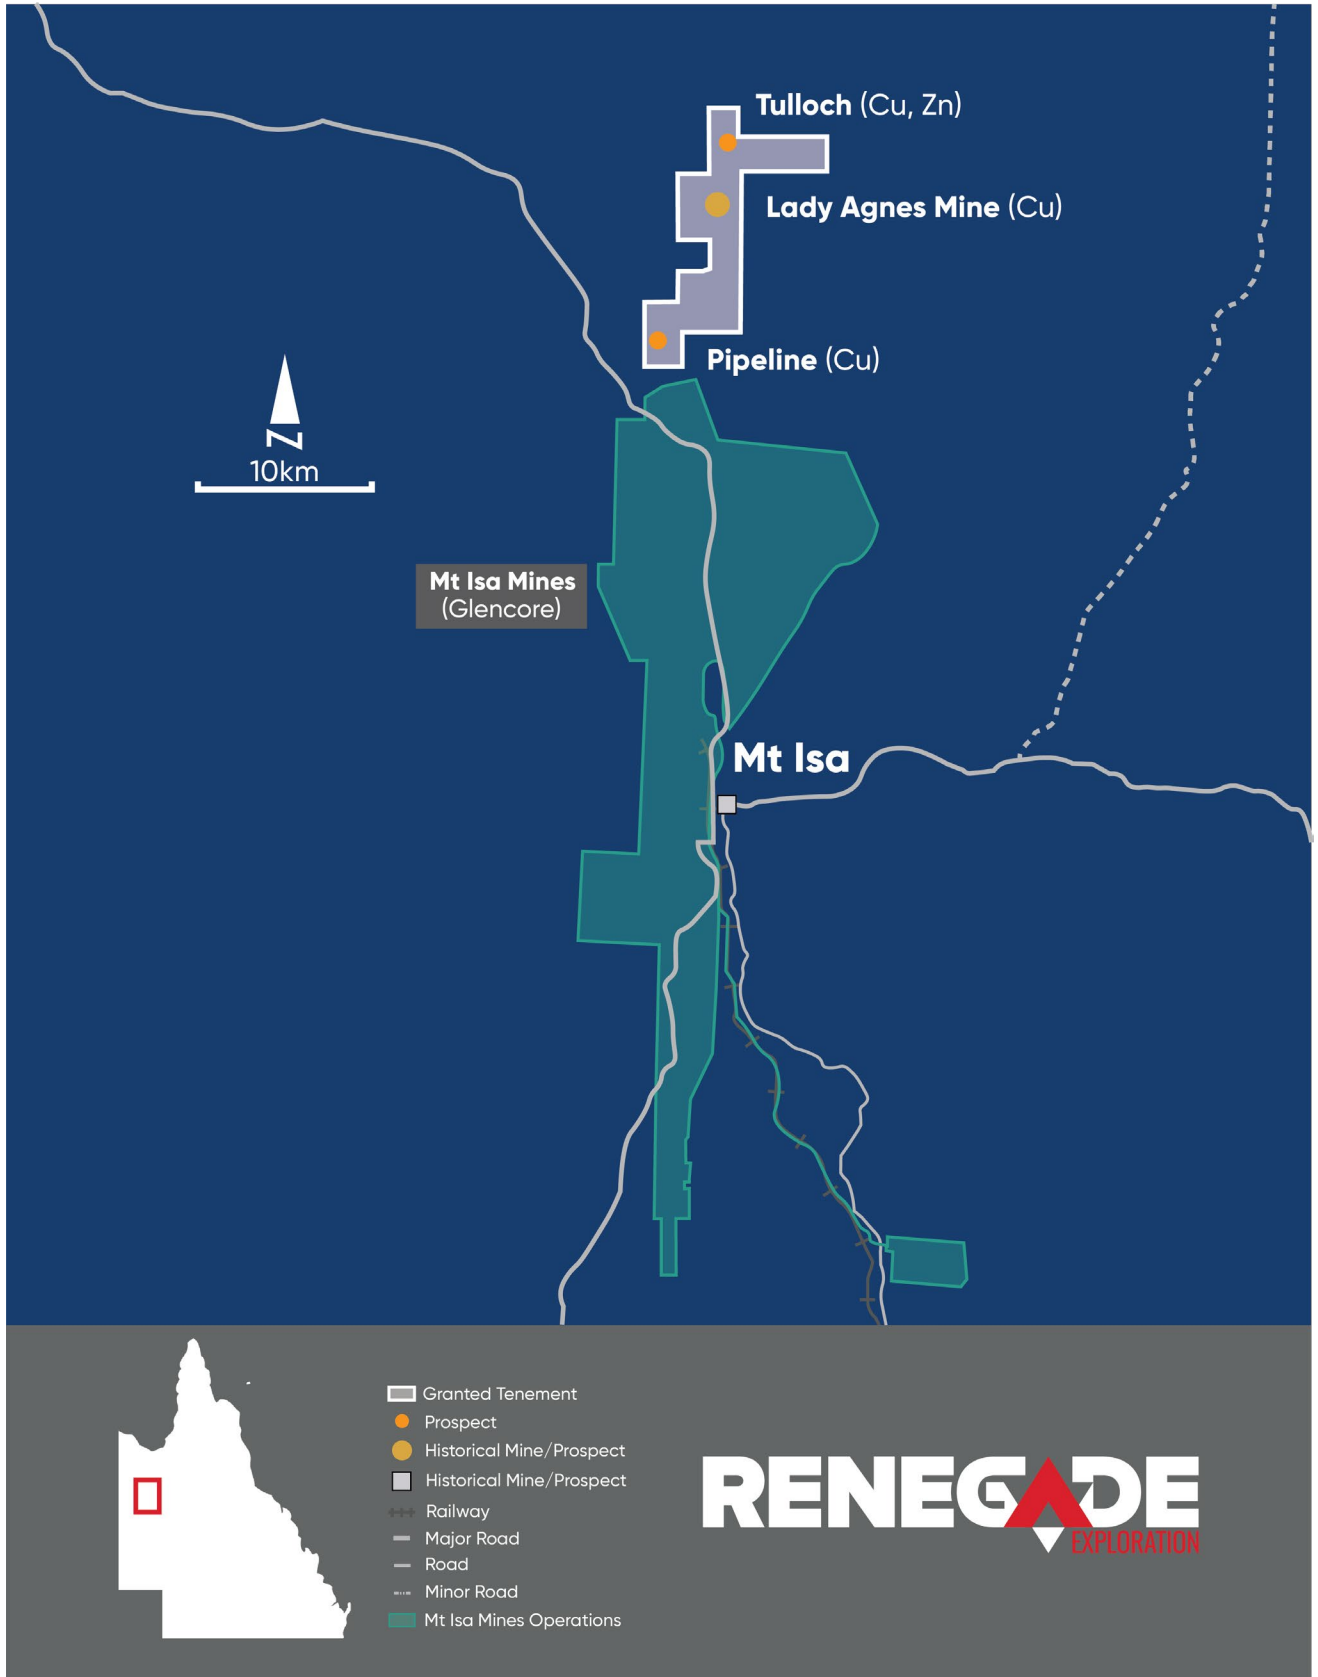 Tulloch (Cu, Zn)
Lady Agnes Mine (Cu)
Pipeline (Cu)
N
10km
Mt Isa Mines
(Glencore)
Mt Isa
Granted Tenement
Prospect
Historical Mine/Prospect
Historical Mine/Prospect
Railway
Major Road
Road
Minor Road
Mt Isa Mines Operations
RENEGADE
EXPLORATION